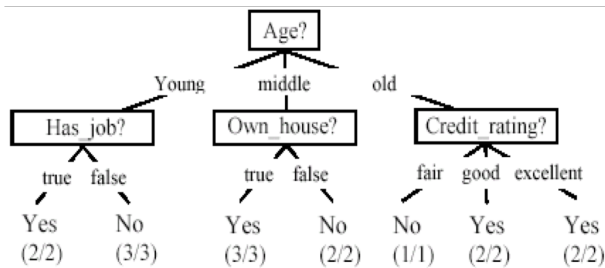 Age?
Young middle old
Has_job? Own_house? Credit_rating?
true false true false fair good excellent
Yes No Yes No No Yes Yes
(2/2) (3/3) (3/3) (2/2) (1/1) (2/2) (2/2)